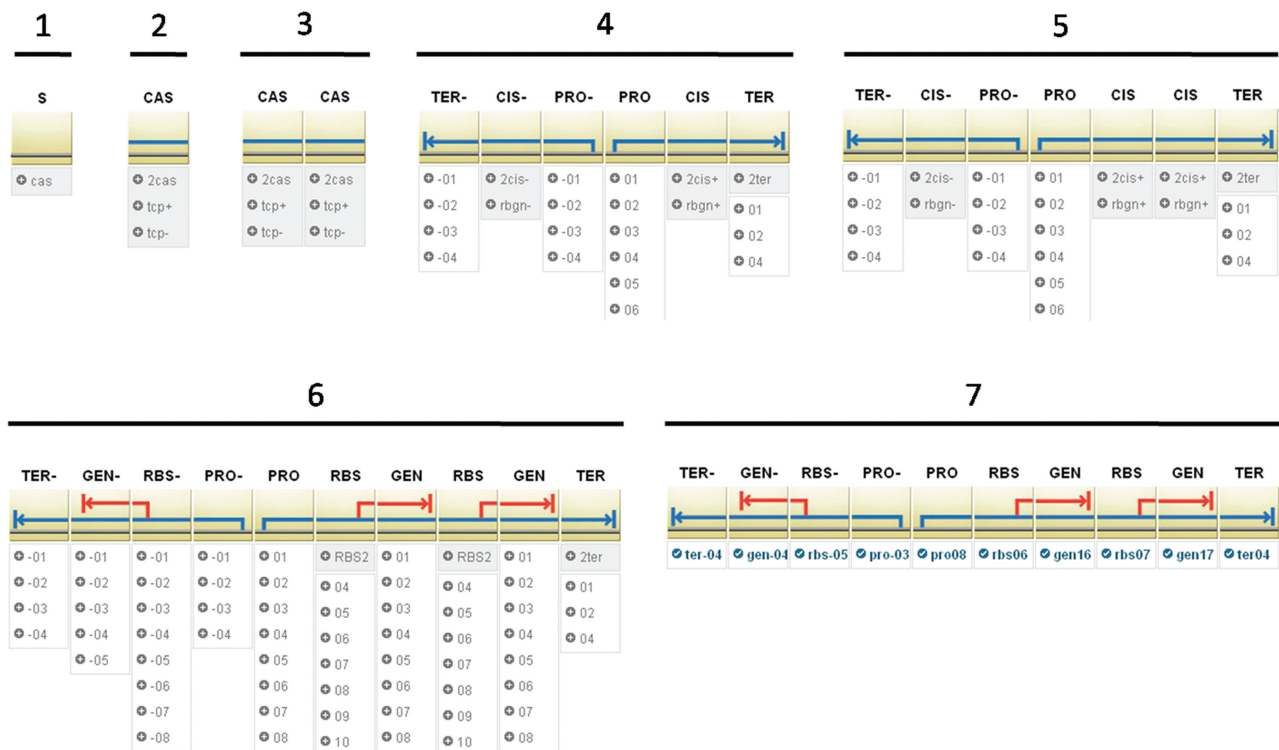 1 2 3 4 5
S CAS CAS CAS TER- CIS- PRO- PRO CIS TER TER- CIS- PRO- PRO CIS CIS TER
cas 2cas 2cas 2cas -01 2cis- -01 01 2cis+ 2ter -01 2cis- -01 01 2cis+ 2cis+ 2ter
tcp+ tcp+ tcp+ -02 rbgn- -02 02 rbgn+ 01 -02 rbgn- -02 02 rbgn+ rbgn+ 01
tcp- tcp- tcp- -03 -03 03 02 -03 -03 03 02
-04 -04 04 04 -04 -04 04 04
05 05
06 06
6 7
TER- GEN- RBS- PRO- PRO RBS GEN RBS GEN TER TER- GEN- RBS- PRO- PRO RBS GEN RBS GEN TER
-01 -01 -01 -01 01 RBS2 01 RBS2 01 2ter ter-04 gen-04 rbs-05 pro-03 pro08 rbs06 gen16 rbs07 gen17 ter04
-02 -02 -02 -02 02 04 02 04 02 01
-03 -03 -03 -03 03 05 03 05 03 02
-04 -04 -04 -04 04 06 04 06 04 04
-05 -05 05 07 05 07 05
-06 06 08 06 08 06
-07 07 09 07 09 07
-08 08 10 08 10 08